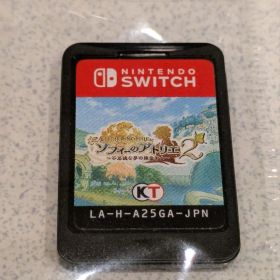 NINTENDO
SWITCH
ソフィーのアトリエ2
～不思議な夢の錬金術士～
KT
LA-H-A25GA-JPN